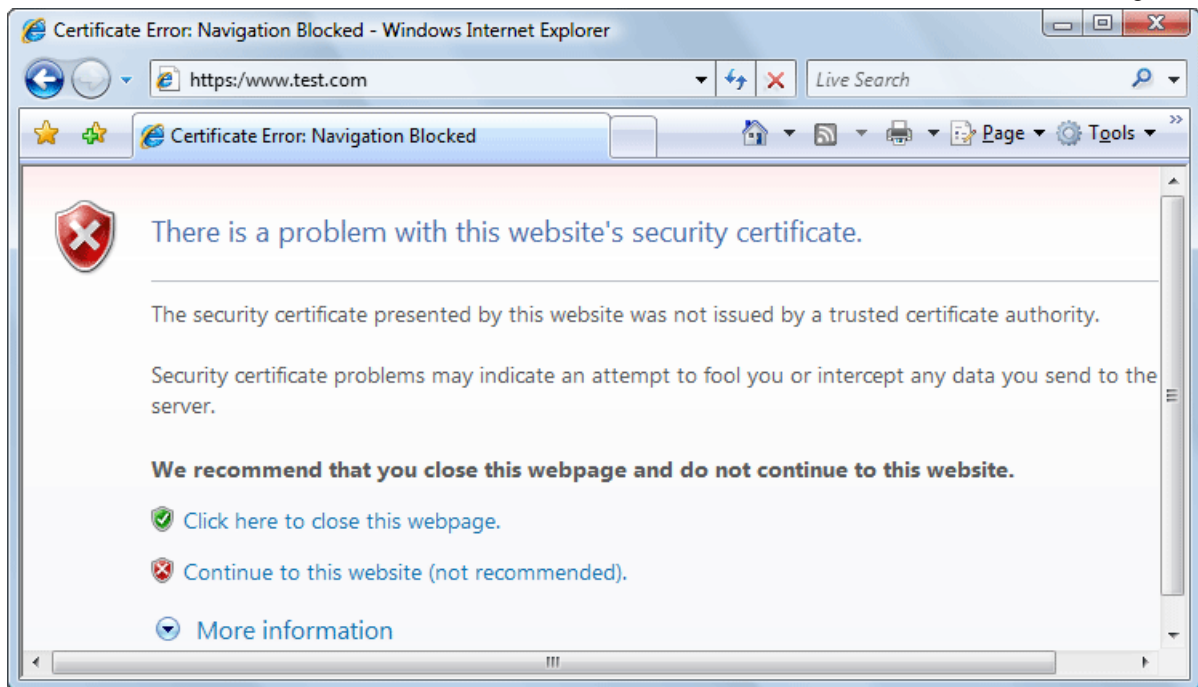 Certificate Error: Navigation Blocked - Windows Internet Explorer
https:/www.test.com
Live Search
Certificate Error: Navigation Blocked
Page
Tools
There is a problem with this website's security certificate.
The security certificate presented by this website was not issued by a trusted certificate authority.
Security certificate problems may indicate an attempt to fool you or intercept any data you send to the
server.
We recommend that you close this webpage and do not continue to this website.
Click here to close this webpage.
Continue to this website (not recommended).
More information